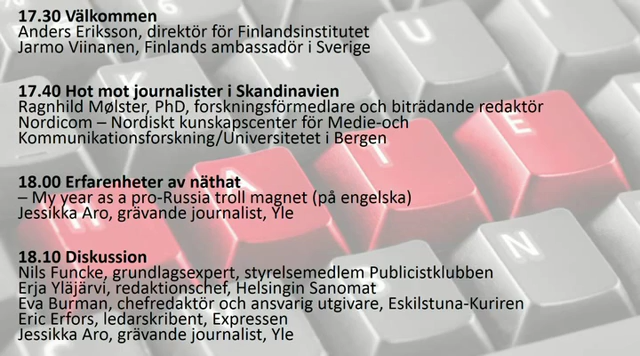 17.30 Välkommen
Anders Eriksson, direktör för Finlandsinstitutet
Jarmo Viinanen, Finlands ambassadör i Sverige
17.40 Hot mot journalister i Skandinavien
Ragnhild Mølster, PhD, forskningsförmedlare och biträdande redaktör
Nordicom – Nordiskt kunskapscenter för Medie-och
Kommunikationsforskning/Universitetet i Bergen
18.00 Erfarenheter av näthat
– My year as a pro-Russia troll magnet (på engelska)
Jessikka Aro, grävande journalist, Yle
18.10 Diskussion
Nils Funcke, grundlagsexpert, styrelsemedlem Publicistklubben
Erja Yläjärvi, redaktionschef, Helsingin Sanomat
Eva Burman, chefredaktör och ansvarig utgivare, Eskilstuna-Kuriren
Eric Erfors, ledarskribent, Expressen
Jessikka Aro, grävande journalist, Yle
% 5
Y U
H A T E
N